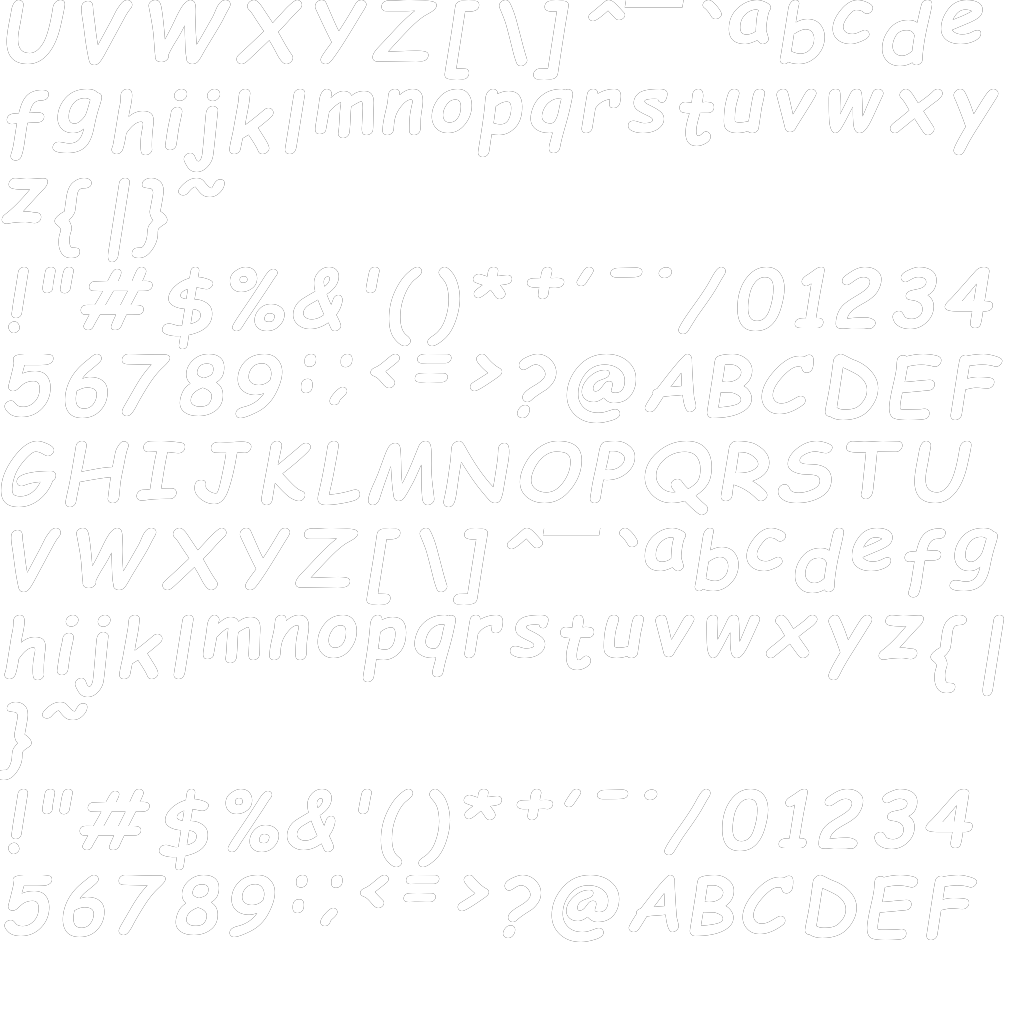 UVWXYZ[\]^_`abcde
fghijklmnopqrstuvwxy
z{|}~
!"#$%&'()*+,-./01234
56789:;<=>?@ABCDEF
GHIJKLMNOPQRSTU
VWXYZ[\]^_`abcdefg
hijklmnopqrstuvwxyz{|
}~
!"#$%&'()*+,-./01234
56789:;<=>?@ABCDEF